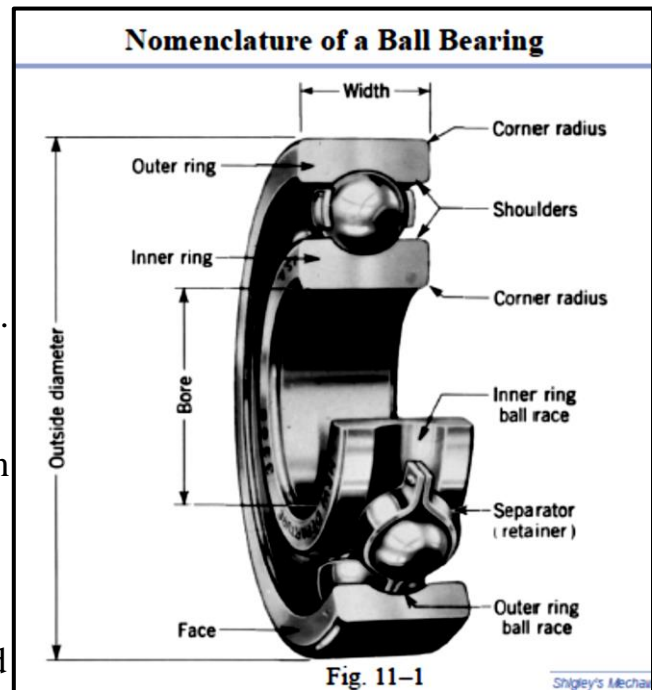 Nomenclature of a Ball Bearing
Width
Corner radius
Outer ring
Shoulders
Inner ring
Corner radius
.
Outside diameter
Bore
Inner ring
ball race
n
Separator
(retainer)
Outer ring
ball race
Face
d
Fig. 11–1